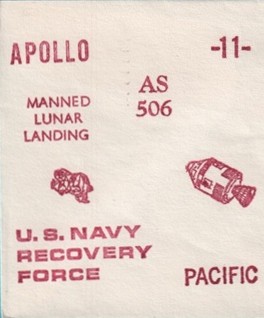 APOLLO -11-
AS
506
MANNED
LUNAR
LANDING
U.S. NAVY
RECOVERY
FORCE
PACIFIC